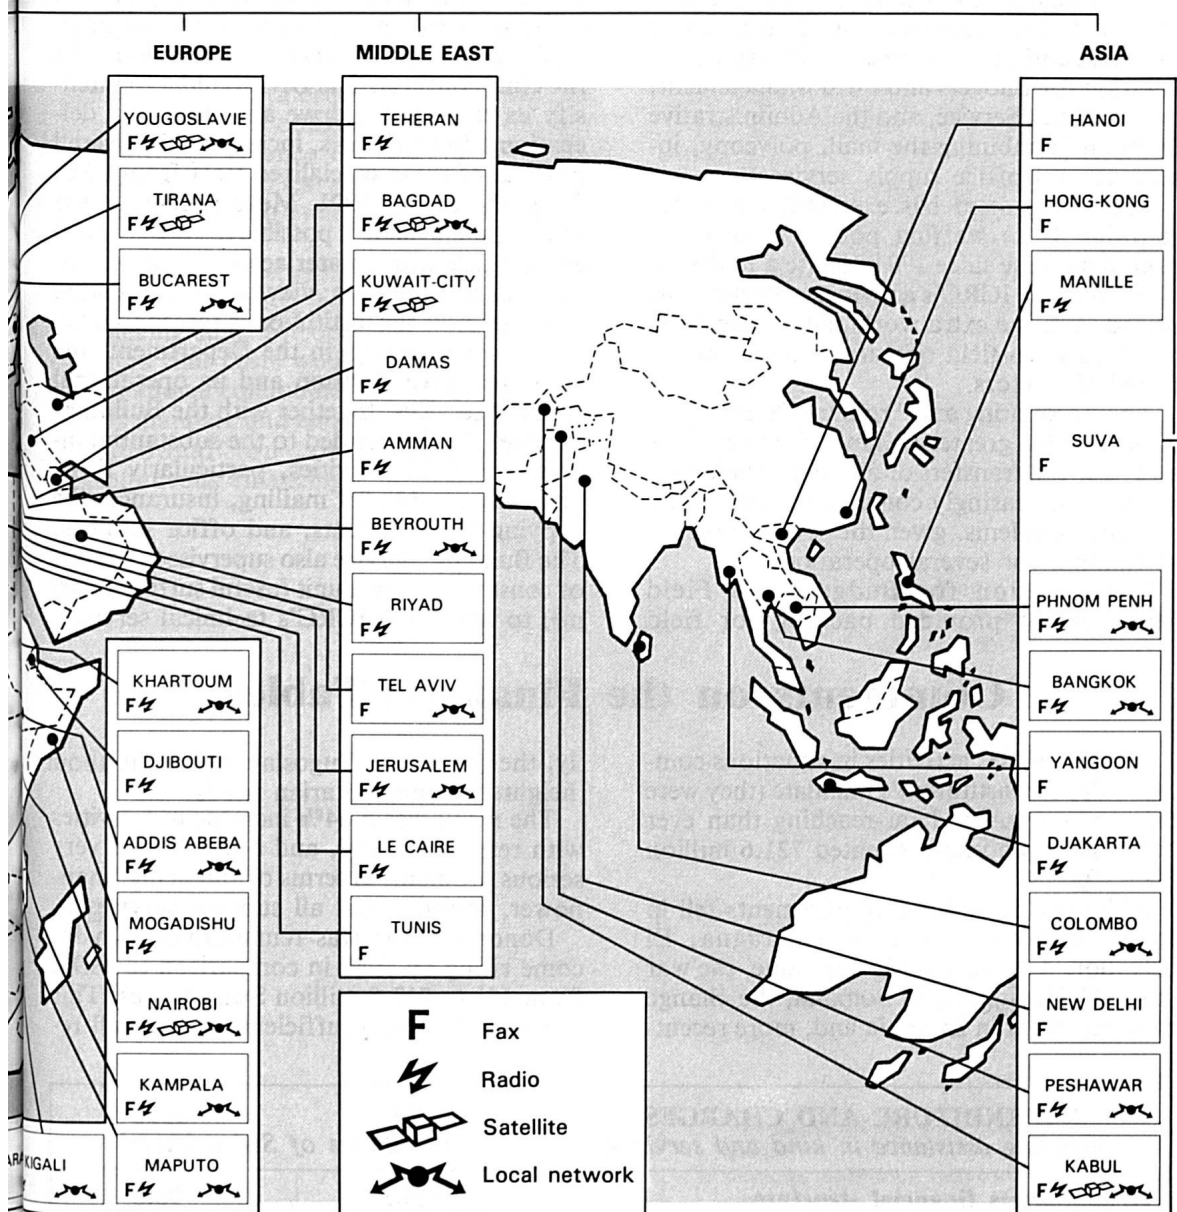 EUROPE
MIDDLE EAST
ASIA
YOUGOSLAVIE
F
TIRANA
F
BUCAREST
F
TEHERAN
F
BAGDAD
F
KUWAIT-CITY
F
DAMAS
F
AMMAN
F
BEYROUTH
F
RIYAD
F
TEL AVIV
F
JERUSALEM
F
LE CAIRE
F
TUNIS
F
HANOI
F
HONG-KONG
F
MANILLE
F
SUVA
F
PHNOM PENH
F
BANGKOK
F
YANGOON
F
DJAKARTA
F
COLOMBO
F
NEW DELHI
F
PESHAWAR
F
KABUL
F
KHARTOUM
F
DJIBOUTI
F
ADDIS ABEBA
F
MOGADISHU
F
NAIROBI
F
KAMPALA
F
KIGALI
MAPUTO
F
F Fax
Radio
Satellite
Local network